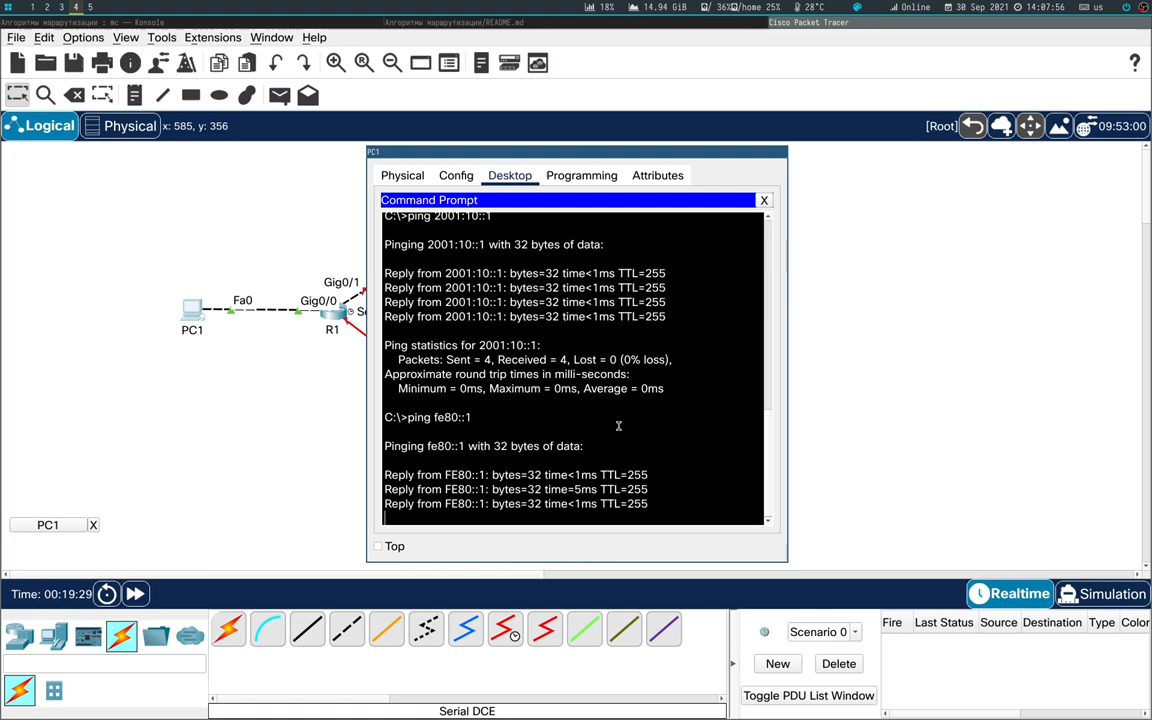 1 2 3 4 5
18% 14.94 GiB / 36% /home 25% 28°C Online 30 Sep 2021 14:07:56 us
Алгоритмы маршрутизации : mc — Konsole
Алгоритмы маршрутизации/README.md
Cisco Packet Tracer
File Edit Options View Tools Extensions Window Help
?
Logical Physical x: 585, y: 356 [Root] 09:53:00
PC1
Physical Config Desktop Programming Attributes
Command Prompt X
C:\>ping 2001:10::1
Pinging 2001:10::1 with 32 bytes of data:
Reply from 2001:10::1: bytes=32 time<1ms TTL=255
Reply from 2001:10::1: bytes=32 time<1ms TTL=255
Reply from 2001:10::1: bytes=32 time<1ms TTL=255
Reply from 2001:10::1: bytes=32 time<1ms TTL=255
Ping statistics for 2001:10::1:
Packets: Sent = 4, Received = 4, Lost = 0 (0% loss),
Approximate round trip times in milli-seconds:
Minimum = 0ms, Maximum = 0ms, Average = 0ms
C:\>ping fe80::1
Pinging fe80::1 with 32 bytes of data:
Reply from FE80::1: bytes=32 time<1ms TTL=255
Reply from FE80::1: bytes=32 time=5ms TTL=255
Reply from FE80::1: bytes=32 time<1ms TTL=255
Top
Gig0/1
Fa0
Gig0/0
PC1
R1
PC1 X
Time: 00:19:29
Realtime Simulation
Scenario 0
Fire Last Status Source Destination Type Color
New Delete
Toggle PDU List Window
Serial DCE